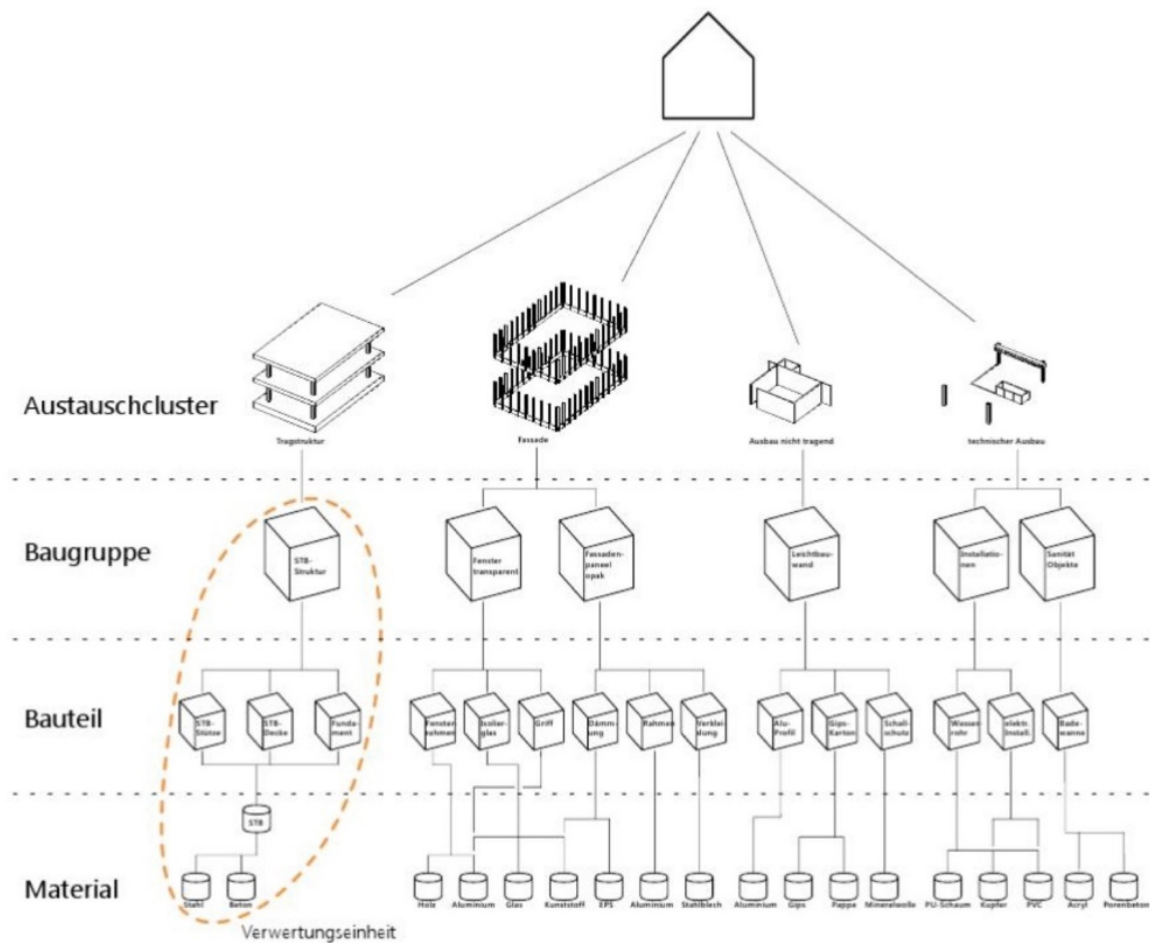 Austauschcluster
Tragstruktur
Fassade
Ausbau nicht tragend
technischer Ausbau
Baugruppe
STB-
Struktur
Fenster
transparent
Fassaden-
paneel
opak
Leichtbau-
wand
Installatio-
nen
Sanität
Objekte
Bauteil
STB-
Stütze
STB-
Decke
Funda-
ment
Fenster
rahmen
Isolier-
glas
Griff
Dämm-
ung
Rahmen
Verklei-
dung
Alu-
Profil
Gips-
Karton
Schall-
schutz
Wasser-
rohr
elektr.
Install.
Bade-
wanne
STB
Material
Stahl
Beton
Holz
Aluminium
Glas
Kunststoff
EPS
Aluminium
Stahlblech
Aluminium
Gips
Pappe
Mineralwolle
PU-Schaum
Kupfer
PVC
Acryl
Porenbeton
Verwertungseinheit